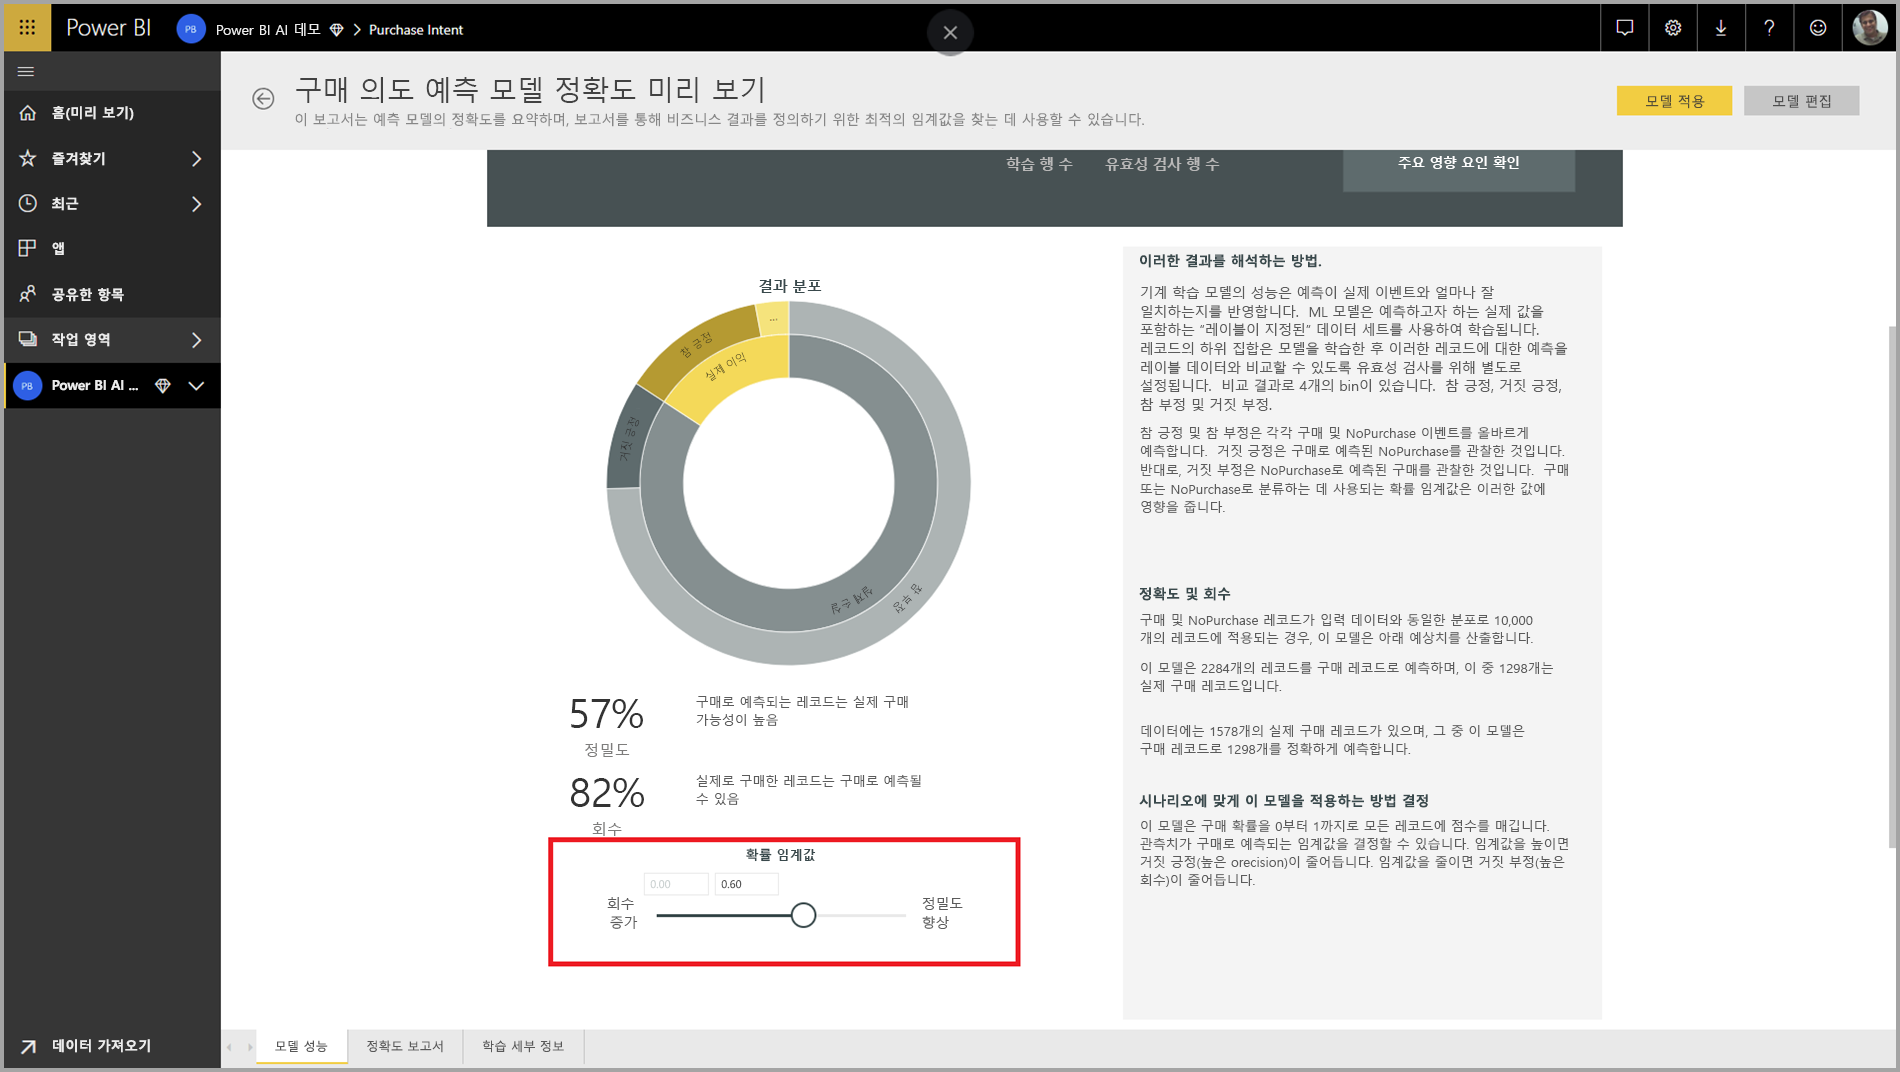 Power BI
PB
Power BI AI 데모
Purchase Intent
홈(미리 보기)
즐겨찾기
최근
앱
공유한 항목
작업 영역
PB
Power BI AI ...
데이터 가져오기
구매 의도 예측 모델 정확도 미리 보기
이 보고서는 예측 모델의 정확도를 요약하며, 보고서를 통해 비즈니스 결과를 정의하기 위한 최적의 임계값을 찾는 데 사용할 수 있습니다.
모델 적용
모델 편집
학습 행 수
유효성 검사 행 수
주요 영향 요인 확인
결과 분포
...
참 긍정
실제 이익
거짓 긍정
실제 손실
참 부정
57%
정밀도
구매로 예측되는 레코드는 실제 구매
가능성이 높음
82%
회수
실제로 구매한 레코드는 구매로 예측될
수 있음
확률 임계값
0.00
0.60
회수
증가
정밀도
향상
이러한 결과를 해석하는 방법.
기계 학습 모델의 성능은 예측이 실제 이벤트와 얼마나 잘
일치하는지를 반영합니다. ML 모델은 예측하고자 하는 실제 값을
포함하는 “레이블이 지정된” 데이터 세트를 사용하여 학습됩니다.
레코드의 하위 집합은 모델을 학습한 후 이러한 레코드에 대한 예측을
레이블 데이터와 비교할 수 있도록 유효성 검사를 위해 별도로
설정됩니다. 비교 결과로 4개의 bin이 있습니다. 참 긍정, 거짓 긍정,
참 부정 및 거짓 부정.
참 긍정 및 참 부정은 각각 구매 및 NoPurchase 이벤트를 올바르게
예측합니다. 거짓 긍정은 구매로 예측된 NoPurchase를 관찰한 것입니다.
반대로, 거짓 부정은 NoPurchase로 예측된 구매를 관찰한 것입니다. 구매
또는 NoPurchase로 분류하는 데 사용되는 확률 임계값은 이러한 값에
영향을 줍니다.
정확도 및 회수
구매 및 NoPurchase 레코드가 입력 데이터와 동일한 분포로 10,000
개의 레코드에 적용되는 경우, 이 모델은 아래 예상치를 산출합니다.
이 모델은 2284개의 레코드를 구매 레코드로 예측하며, 이 중 1298개는
실제 구매 레코드입니다.
데이터에는 1578개의 실제 구매 레코드가 있으며, 그 중 이 모델은
구매 레코드로 1298개를 정확하게 예측합니다.
시나리오에 맞게 이 모델을 적용하는 방법 결정
이 모델은 구매 확률을 0부터 1까지로 모든 레코드에 점수를 매깁니다.
관측치가 구매로 예측되는 임계값을 결정할 수 있습니다. 임계값을 높이면
거짓 긍정(높은 orecision)이 줄어듭니다. 임계값을 줄이면 거짓 부정(높은
회수)이 줄어듭니다.
모델 성능
정확도 보고서
학습 세부 정보